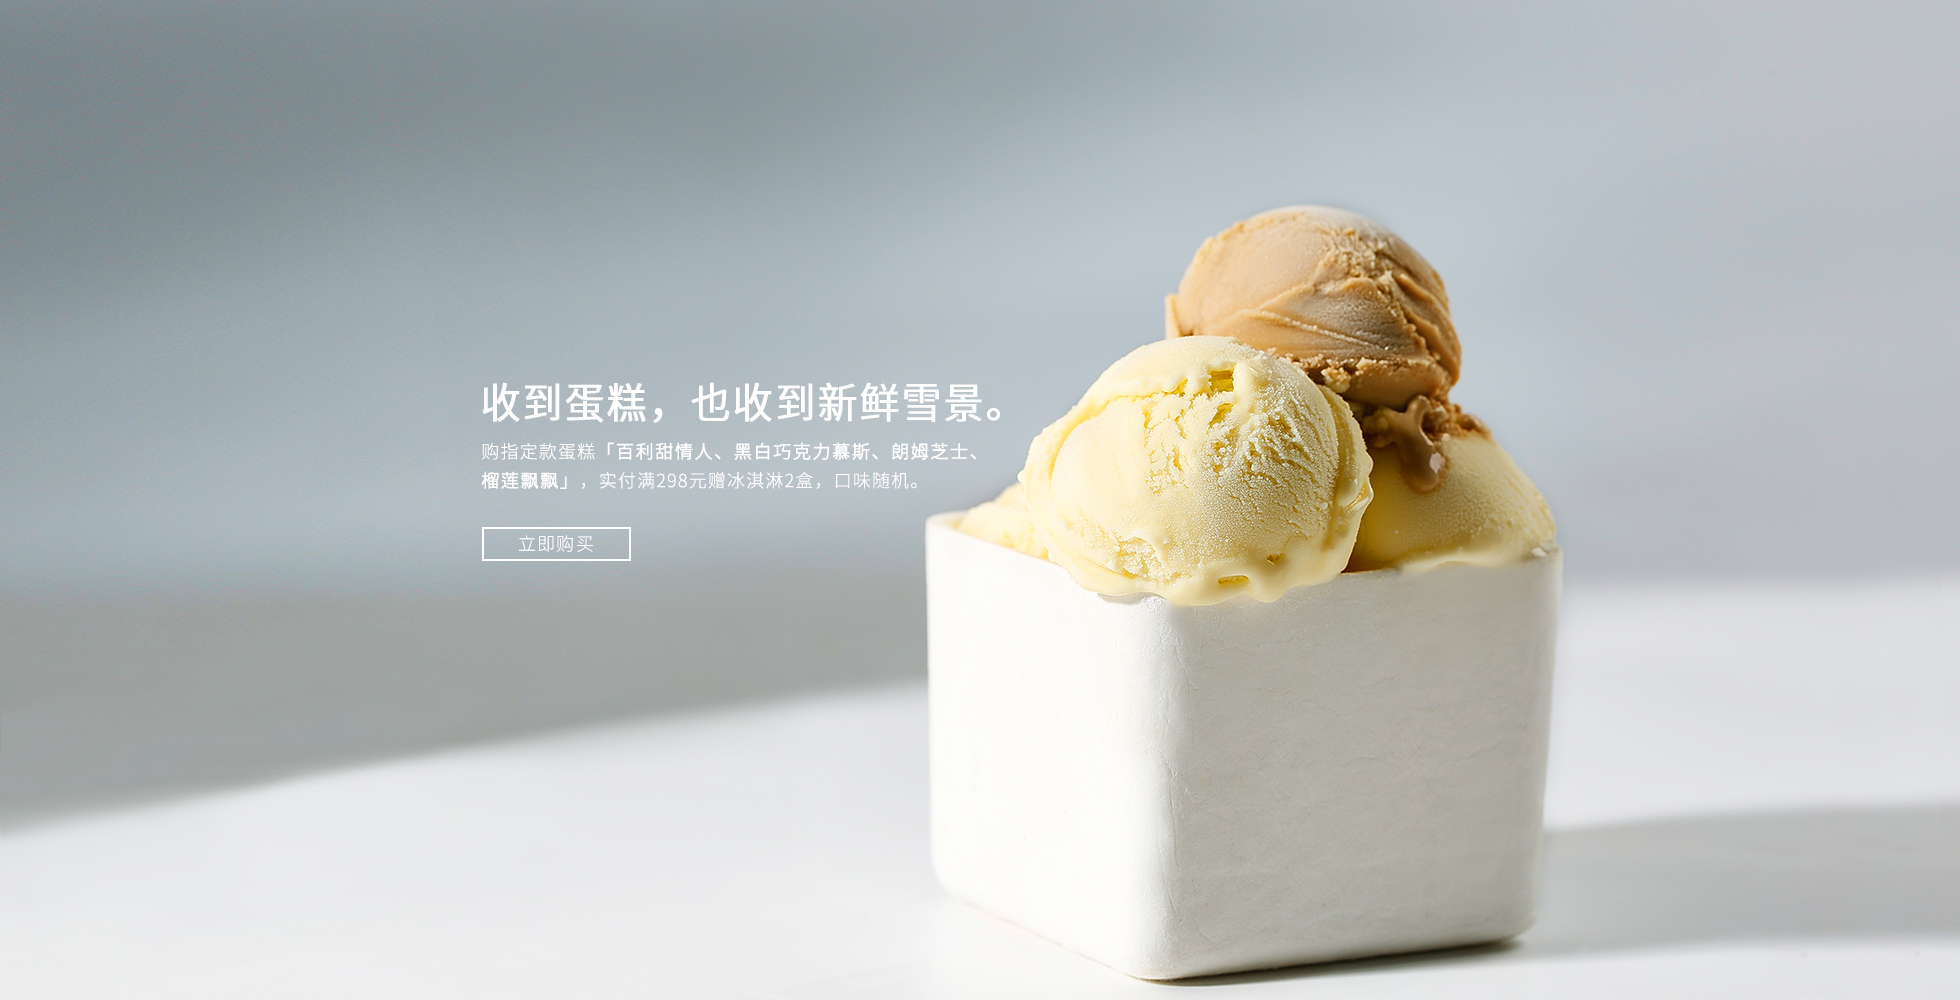 收到蛋糕，也收到新鲜雪景。
购指定款蛋糕「百利甜情人、黑白巧克力慕斯、朗姆芝士、
榴莲飘飘」，实付满298元赠冰淇淋2盒，口味随机。
立即购买